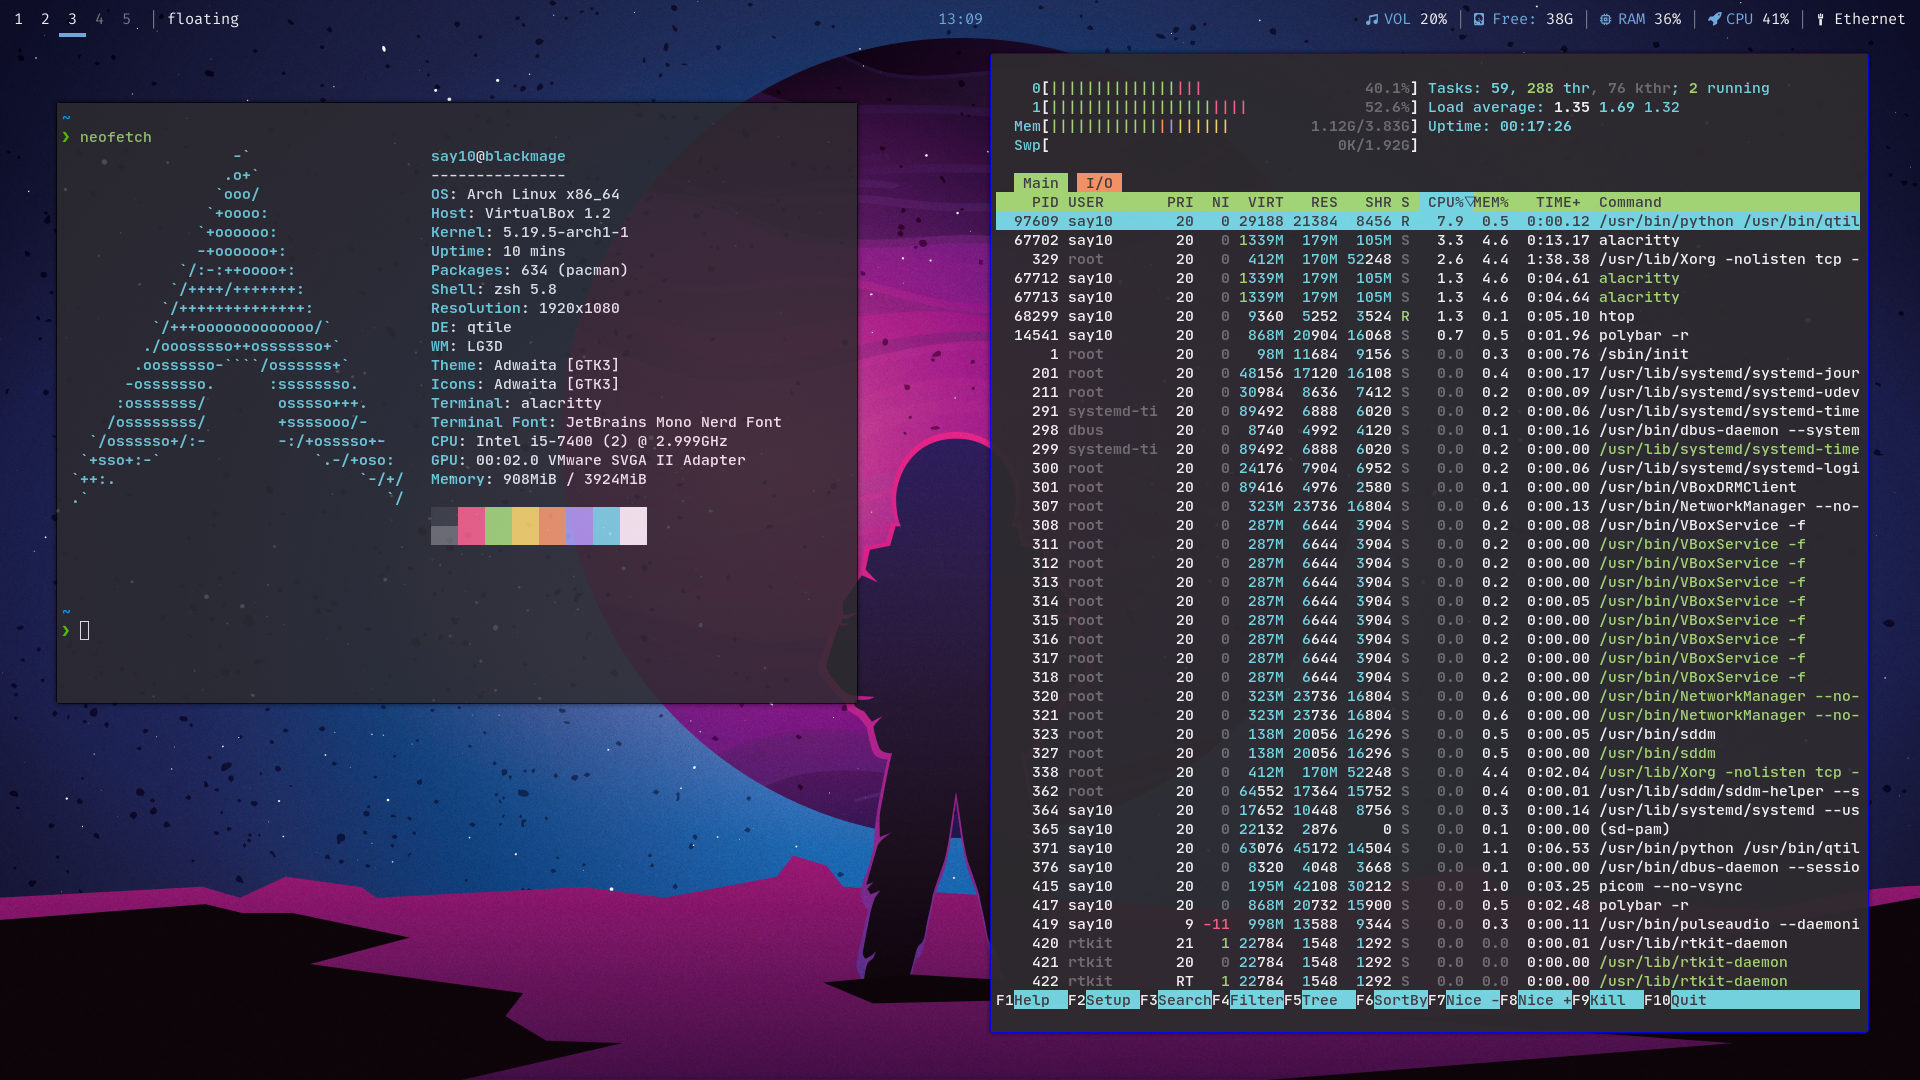 1 2 3 4 5 | floating
13:09
VOL 20% | Free: 38G | RAM 36% | CPU 41% | Ethernet
~
❯ neofetch
-`
.o+`
`ooo/
`+oooo:
`+oooooo:
-+oooooo+:
`/:-:++oooo+:
`/++++/+++++++:
`/++++++++++++++:
`/+++ooooooooooooo/`
./ooosssso++osssssso+`
.oossssso-````/ossssss+`
-osssssso.      :ssssssso.
:osssssss/        osssso+++.
/ossssssss/        +ssssooo/-
`/ossssso+/:-        -:/+osssso+-
`+sso+:-`                 `.-/+oso:
`++:.                           `-/+/
.`                                 `/
say10@blackmage
---------------
OS: Arch Linux x86_64
Host: VirtualBox 1.2
Kernel: 5.19.5-arch1-1
Uptime: 10 mins
Packages: 634 (pacman)
Shell: zsh 5.8
Resolution: 1920x1080
DE: qtile
WM: LG3D
Theme: Adwaita [GTK3]
Icons: Adwaita [GTK3]
Terminal: alacritty
Terminal Font: JetBrains Mono Nerd Font
CPU: Intel i5-7400 (2) @ 2.999GHz
GPU: 00:02.0 VMware SVGA II Adapter
Memory: 908MiB / 3924MiB
~
❯
0[||||||||||||||||| 40.1%] Tasks: 59, 288 thr, 76 kthr; 2 running
1[|||||||||||||||||||||| 52.6%] Load average: 1.35 1.69 1.32
Mem[|||||||||||||||||||| 1.12G/3.83G] Uptime: 00:17:26
Swp[ 0K/1.92G]
Main I/O
PID USER PRI NI VIRT RES SHR S CPU%▽MEM% TIME+ Command
97609 say10 20 0 29188 21384 8456 R 7.9 0.5 0:00.12 /usr/bin/python /usr/bin/qtil
67702 say10 20 0 1339M 179M 105M S 3.3 4.6 0:13.17 alacritty
329 root 20 0 412M 170M 52248 S 2.6 4.4 1:38.38 /usr/lib/Xorg -nolisten tcp -
67712 say10 20 0 1339M 179M 105M S 1.3 4.6 0:04.61 alacritty
67713 say10 20 0 1339M 179M 105M S 1.3 4.6 0:04.64 alacritty
68299 say10 20 0 9360 5252 3524 R 1.3 0.1 0:05.10 htop
14541 say10 20 0 868M 20904 16068 S 0.7 0.5 0:01.96 polybar -r
1 root 20 0 98M 11684 9156 S 0.0 0.3 0:00.76 /sbin/init
201 root 20 0 48156 17120 16108 S 0.0 0.4 0:00.17 /usr/lib/systemd/systemd-jour
211 root 20 0 30984 8636 7412 S 0.0 0.2 0:00.09 /usr/lib/systemd/systemd-udev
291 systemd-ti 20 0 89492 6888 6020 S 0.0 0.2 0:00.06 /usr/lib/systemd/systemd-time
298 dbus 20 0 8740 4992 4120 S 0.0 0.1 0:00.16 /usr/bin/dbus-daemon --system
299 systemd-ti 20 0 89492 6888 6020 S 0.0 0.2 0:00.00 /usr/lib/systemd/systemd-time
300 root 20 0 24176 7904 6952 S 0.0 0.2 0:00.06 /usr/lib/systemd/systemd-logi
301 root 20 0 89416 4976 2580 S 0.0 0.1 0:00.00 /usr/bin/VBoxDRMClient
307 root 20 0 323M 23736 16804 S 0.0 0.6 0:00.13 /usr/bin/NetworkManager --no-
308 root 20 0 287M 6644 3904 S 0.0 0.2 0:00.08 /usr/bin/VBoxService -f
311 root 20 0 287M 6644 3904 S 0.0 0.2 0:00.00 /usr/bin/VBoxService -f
312 root 20 0 287M 6644 3904 S 0.0 0.2 0:00.00 /usr/bin/VBoxService -f
313 root 20 0 287M 6644 3904 S 0.0 0.2 0:00.00 /usr/bin/VBoxService -f
314 root 20 0 287M 6644 3904 S 0.0 0.2 0:00.05 /usr/bin/VBoxService -f
315 root 20 0 287M 6644 3904 S 0.0 0.2 0:00.00 /usr/bin/VBoxService -f
316 root 20 0 287M 6644 3904 S 0.0 0.2 0:00.00 /usr/bin/VBoxService -f
317 root 20 0 287M 6644 3904 S 0.0 0.2 0:00.00 /usr/bin/VBoxService -f
318 root 20 0 287M 6644 3904 S 0.0 0.2 0:00.00 /usr/bin/VBoxService -f
320 root 20 0 323M 23736 16804 S 0.0 0.6 0:00.00 /usr/bin/NetworkManager --no-
321 root 20 0 323M 23736 16804 S 0.0 0.6 0:00.00 /usr/bin/NetworkManager --no-
323 root 20 0 138M 20056 16296 S 0.0 0.5 0:00.05 /usr/bin/sddm
327 root 20 0 138M 20056 16296 S 0.0 0.5 0:00.00 /usr/bin/sddm
338 root 20 0 412M 170M 52248 S 0.0 4.4 0:02.04 /usr/lib/Xorg -nolisten tcp -
362 root 20 0 64552 17364 15752 S 0.0 0.4 0:00.01 /usr/lib/sddm/sddm-helper --s
364 say10 20 0 17652 10448 8756 S 0.0 0.3 0:00.14 /usr/lib/systemd/systemd --us
365 say10 20 0 22132 2876 0 S 0.0 0.1 0:00.00 (sd-pam)
371 say10 20 0 63076 45172 14504 S 0.0 1.1 0:06.53 /usr/bin/python /usr/bin/qtil
376 say10 20 0 8320 4048 3668 S 0.0 0.1 0:00.00 /usr/bin/dbus-daemon --sessio
415 say10 20 0 195M 42108 30212 S 0.0 1.0 0:03.25 picom --no-vsync
417 say10 20 0 868M 20732 15900 S 0.0 0.5 0:02.48 polybar -r
419 say10 9 -11 998M 13588 9344 S 0.0 0.3 0:00.11 /usr/bin/pulseaudio --daemoni
420 rtkit 21 1 22784 1548 1292 S 0.0 0.0 0:00.01 /usr/lib/rtkit-daemon
421 rtkit 20 0 22784 1548 1292 S 0.0 0.0 0:00.00 /usr/lib/rtkit-daemon
422 rtkit RT 1 22784 1548 1292 S 0.0 0.0 0:00.00 /usr/lib/rtkit-daemon
F1Help F2Setup F3SearchF4FilterF5Tree F6SortByF7Nice -F8Nice +F9Kill F10Quit